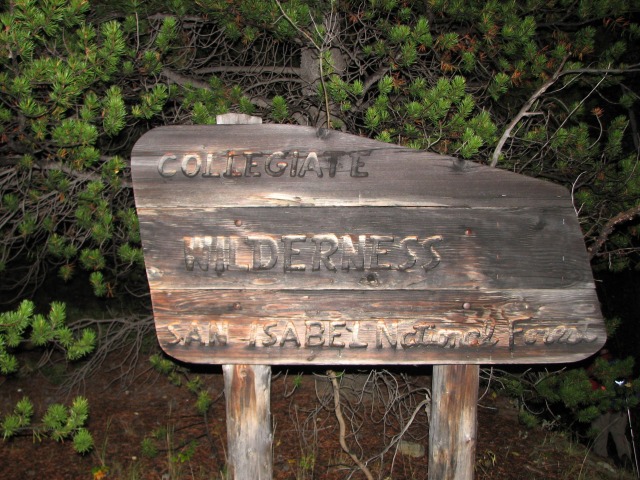 COLLEGIATE
WILDERNESS
SAN ISABEL National Forest